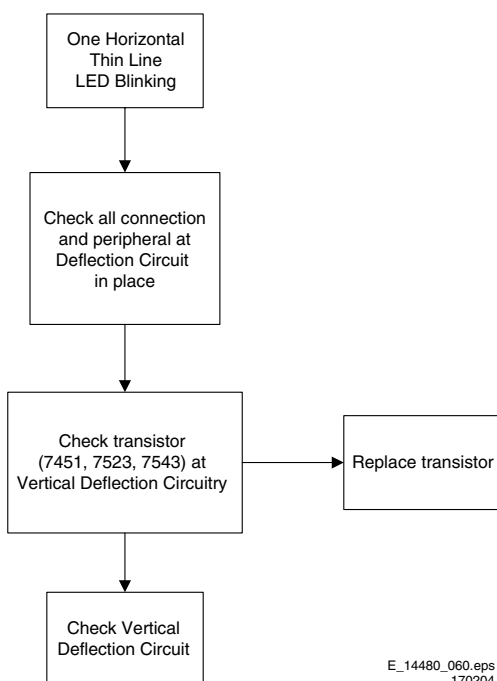 One Horizontal
Thin Line
LED Blinking
Check all connection
and peripheral at
Deflection Circuit
in place
Check transistor
(7451, 7523, 7543) at
Vertical Deflection Circuitry
Replace transistor
Check Vertical
Deflection Circuit
E_14480_060.eps
170204